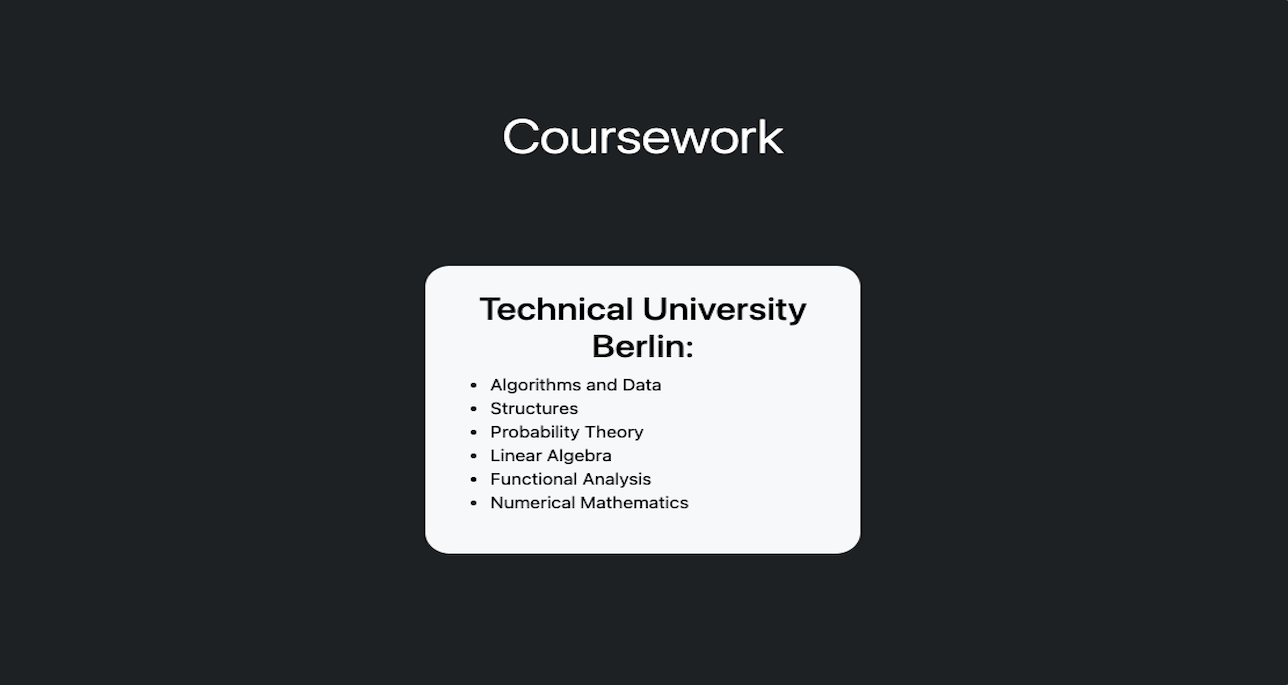 Coursework
Technical University
Berlin:
• Algorithms and Data
• Structures
• Probability Theory
• Linear Algebra
• Functional Analysis
• Numerical Mathematics